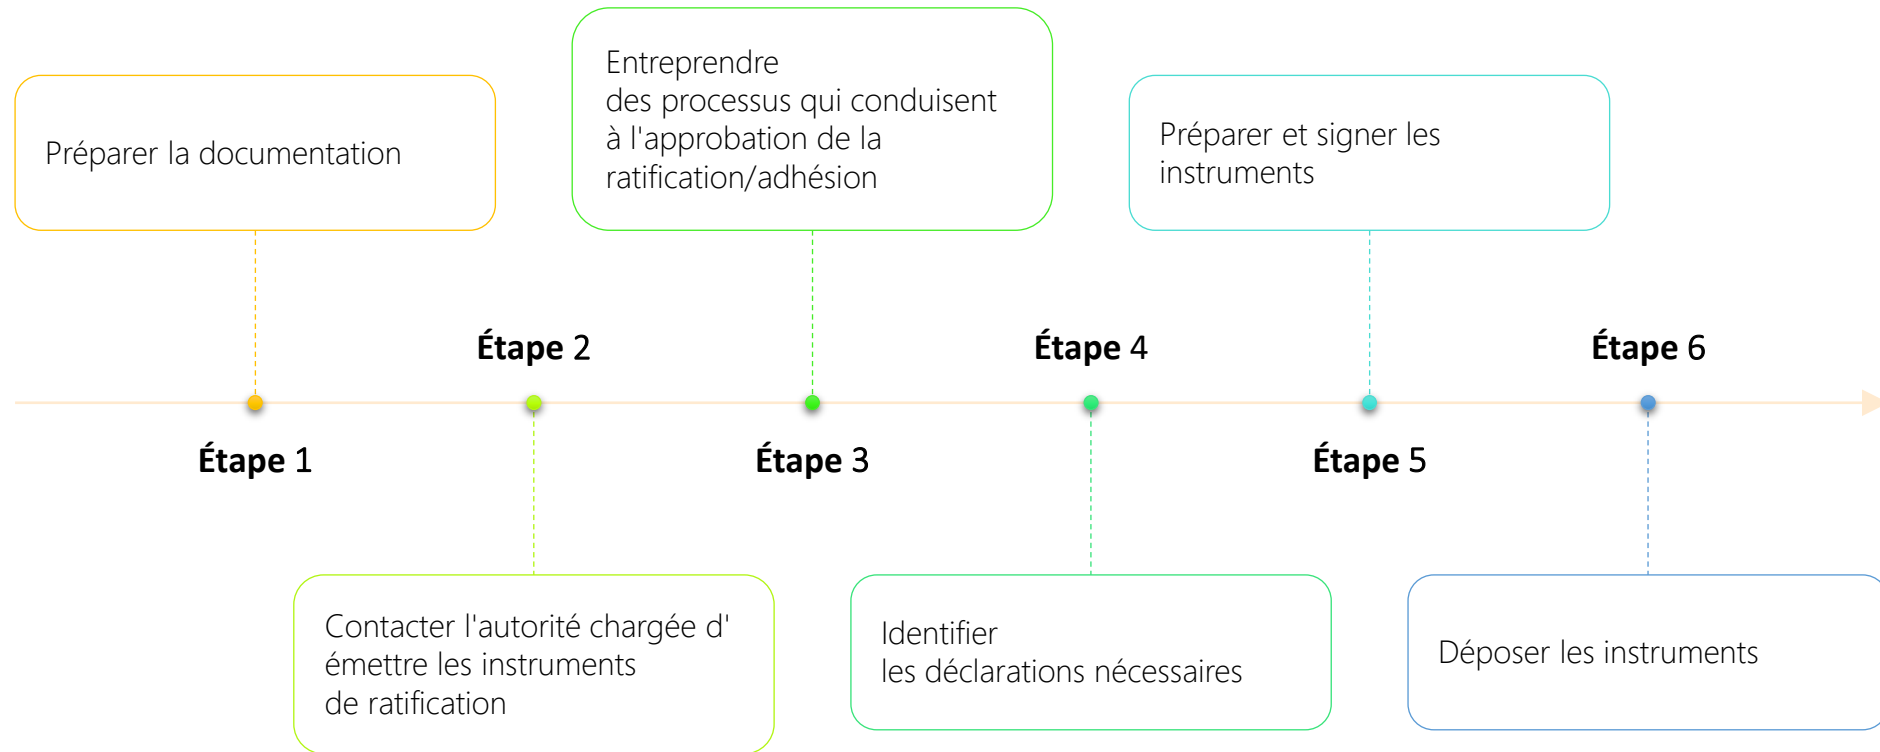 Préparer la documentation
Étape 1
Étape 2
Contacter l'autorité chargée d'
émettre les instruments
de ratification
Entreprendre
des processus qui conduisent
à l'approbation de la
ratification/adhésion
Étape 3
Étape 4
Identifier
les déclarations nécessaires
Préparer et signer les
instruments
Étape 5
Étape 6
Déposer les instruments